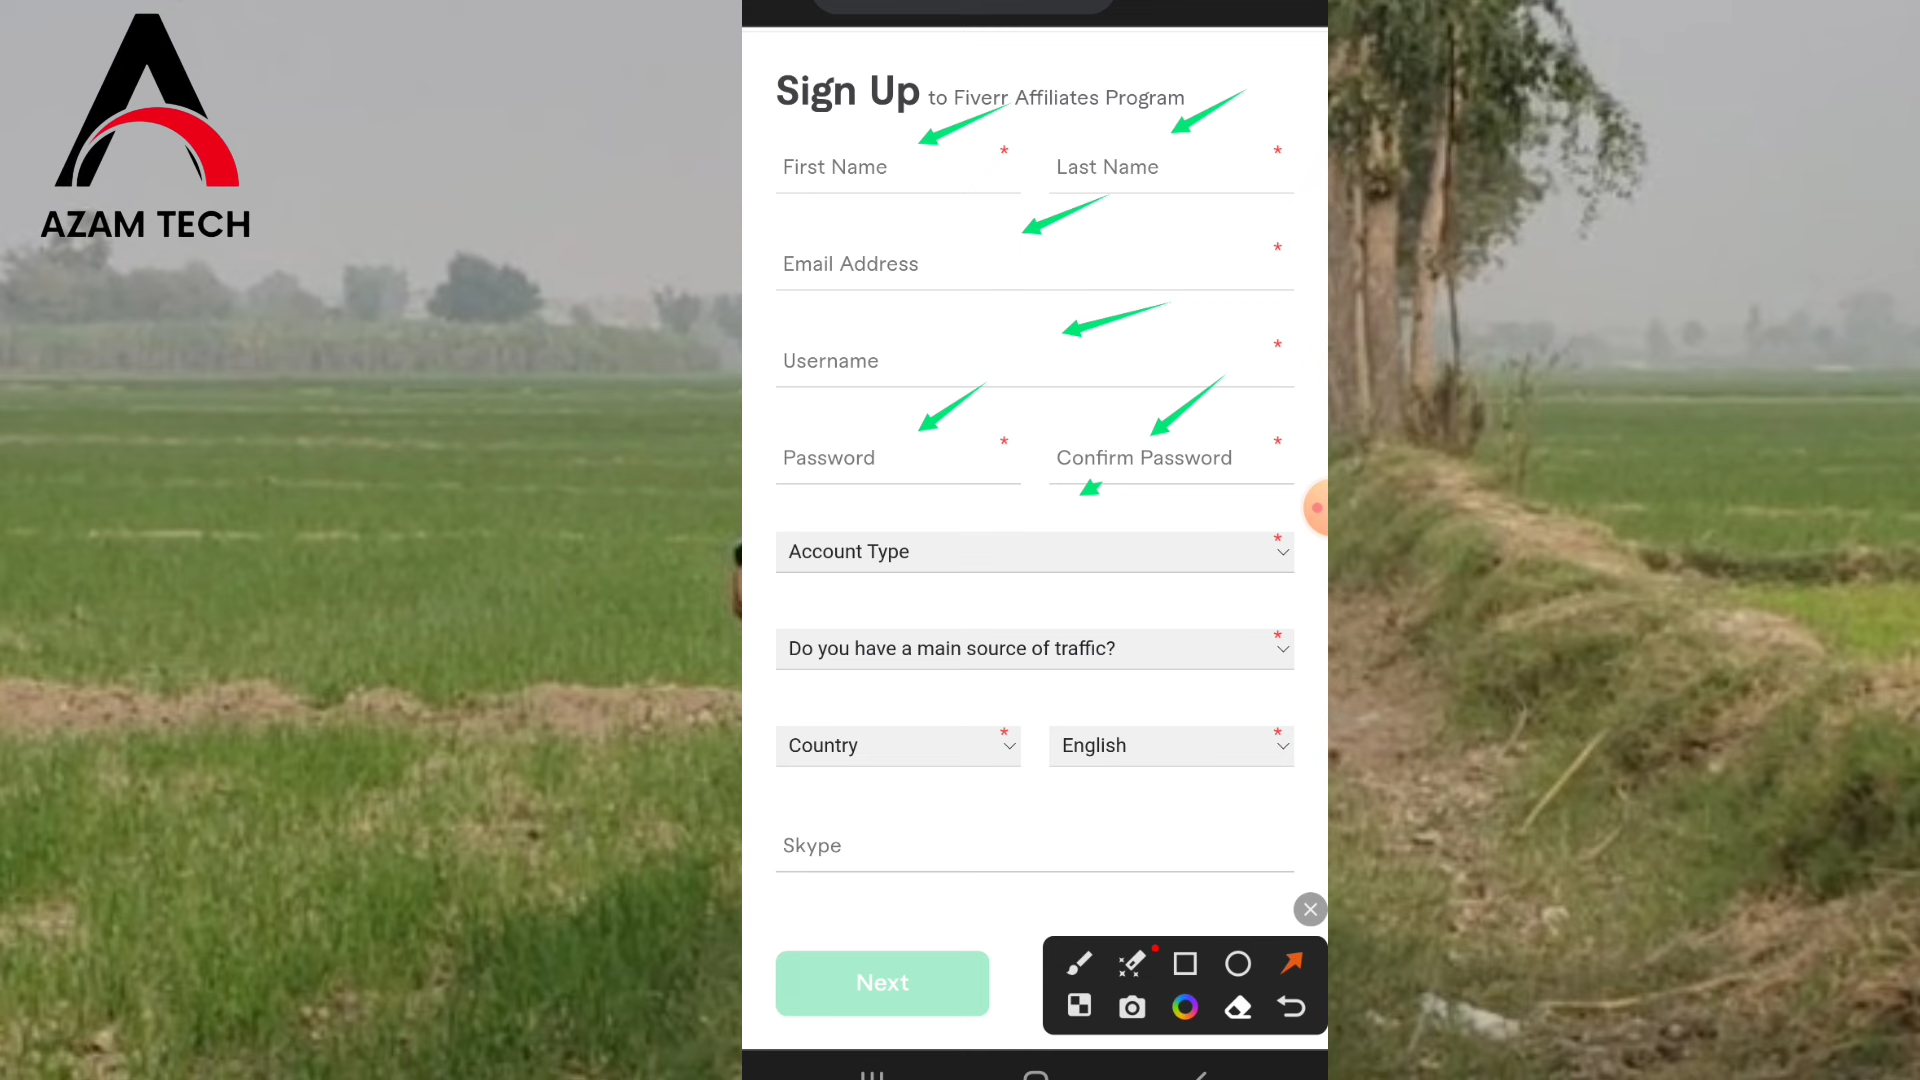 AZAM TECH
Sign Up to Fiverr Affiliates Program
First Name *
Last Name *
Email Address *
Username *
Password *
Confirm Password *
Account Type *
Do you have a main source of traffic? *
Country *
English *
Skype
Next